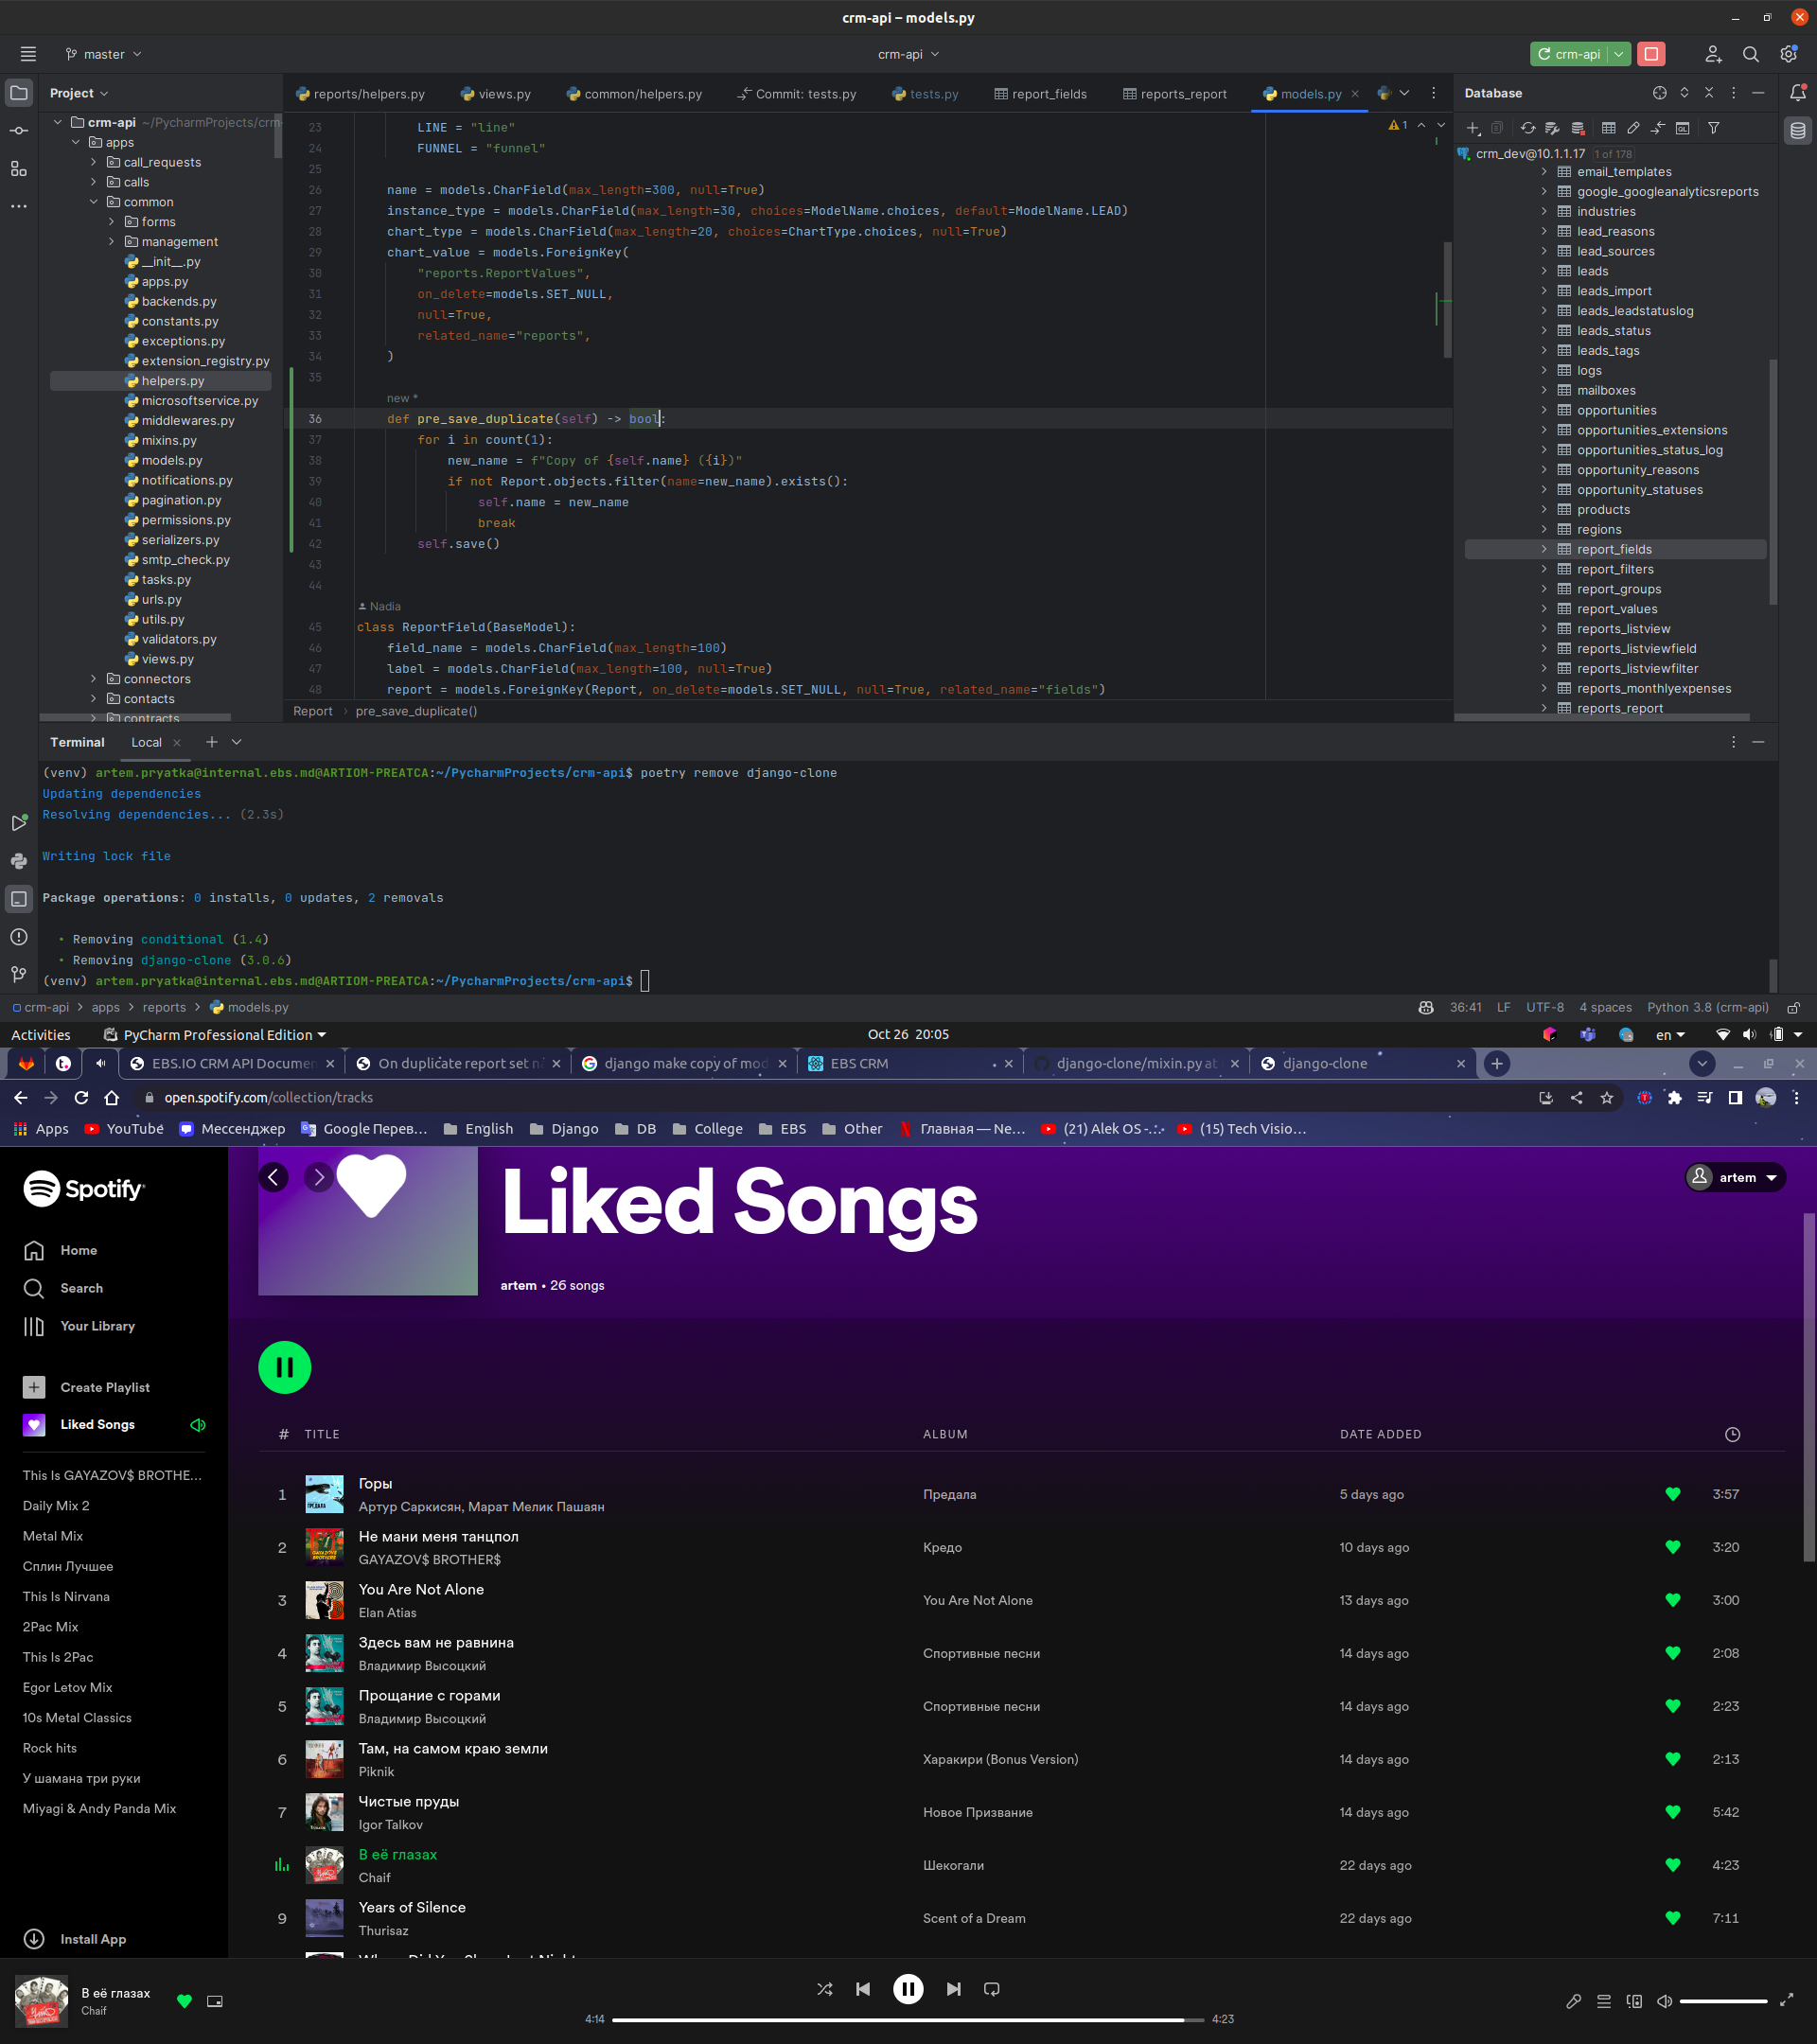 crm-api – models.py
master
crm-api
crm-api
Project
reports/helpers.py
views.py
common/helpers.py
Commit: tests.py
tests.py
report_fields
reports_report
models.py
Database
crm-api ~/PycharmProjects/crm-
apps
call_requests
calls
common
forms
management
__init__.py
apps.py
backends.py
constants.py
exceptions.py
extension_registry.py
helpers.py
microsoftservice.py
middlewares.py
mixins.py
models.py
notifications.py
pagination.py
permissions.py
serializers.py
smtp_check.py
tasks.py
urls.py
utils.py
validators.py
views.py
connectors
contacts
contracts
1
23 LINE = "line"
24 FUNNEL = "funnel"
25
26 name = models.CharField(max_length=300, null=True)
27 instance_type = models.CharField(max_length=30, choices=ModelName.choices, default=ModelName.LEAD)
28 chart_type = models.CharField(max_length=20, choices=ChartType.choices, null=True)
29 chart_value = models.ForeignKey(
30 "reports.ReportValues",
31 on_delete=models.SET_NULL,
32 null=True,
33 related_name="reports",
34 )
35
new *
36 def pre_save_duplicate(self) -> bool:
37 for i in count(1):
38 new_name = f"Copy of {self.name} ({i})"
39 if not Report.objects.filter(name=new_name).exists():
40 self.name = new_name
41 break
42 self.save()
43
44
Nadia
45 class ReportField(BaseModel):
46 field_name = models.CharField(max_length=100)
47 label = models.CharField(max_length=100, null=True)
48 report = models.ForeignKey(Report, on_delete=models.SET_NULL, null=True, related_name="fields")
Report
pre_save_duplicate()
crm_dev@10.1.1.17 1 of 178
email_templates
google_googleanalyticsreports
industries
lead_reasons
lead_sources
leads
leads_import
leads_leadstatuslog
leads_status
leads_tags
logs
mailboxes
opportunities
opportunities_extensions
opportunities_status_log
opportunity_reasons
opportunity_statuses
products
regions
report_fields
report_filters
report_groups
report_values
reports_listview
reports_listviewfield
reports_listviewfilter
reports_monthlyexpenses
reports_report
Terminal
Local
(venv) artem.pryatka@internal.ebs.md@ARTIOM-PREATCA:~/PycharmProjects/crm-api$ poetry remove django-clone
Updating dependencies
Resolving dependencies... (2.3s)
Writing lock file
Package operations: 0 installs, 0 updates, 2 removals
• Removing conditional (1.4)
• Removing django-clone (3.0.6)
(venv) artem.pryatka@internal.ebs.md@ARTIOM-PREATCA:~/PycharmProjects/crm-api$
crm-api > apps > reports > models.py
36:41 LF UTF-8 4 spaces Python 3.8 (crm-api)
Activities
PyCharm Professional Edition
Oct 26 20:05
en
EBS.IO CRM API Documen
On duplicate report set n
django make copy of mod
EBS CRM
django-clone/mixin.py at
django-clone
open.spotify.com/collection/tracks
Apps
YouTube
Мессенджер
Google Перев...
English
Django
DB
College
EBS
Other
Главная — Ne...
(21) Alek OS -...
(15) Tech Visio...
Spotify
Home
Search
Your Library
Create Playlist
Liked Songs
This Is GAYAZOV$ BROTHE...
Daily Mix 2
Metal Mix
Сплин Лучшее
This Is Nirvana
2Pac Mix
This Is 2Pac
Egor Letov Mix
10s Metal Classics
Rock hits
У шамана три руки
Miyagi & Andy Panda Mix
Install App
artem
Liked Songs
artem • 26 songs
# TITLE ALBUM DATE ADDED
1 Горы Предала 5 days ago 3:57
Артур Саркисян, Марат Мелик Пашаян
2 Не мани меня танцпол Кредо 10 days ago 3:20
GAYAZOV$ BROTHER$
3 You Are Not Alone You Are Not Alone 13 days ago 3:00
Elan Atias
4 Здесь вам не равнина Спортивные песни 14 days ago 2:08
Владимир Высоцкий
5 Прощание с горами Спортивные песни 14 days ago 2:23
Владимир Высоцкий
6 Там, на самом краю земли Харакири (Bonus Version) 14 days ago 2:13
Piknik
7 Чистые пруды Новое Призвание 14 days ago 5:42
Igor Talkov
В её глазах Шекогали 22 days ago 4:23
Chaif
9 Years of Silence Scent of a Dream 22 days ago 7:11
Thurisaz
В её глазах
Chaif
4:14
4:23